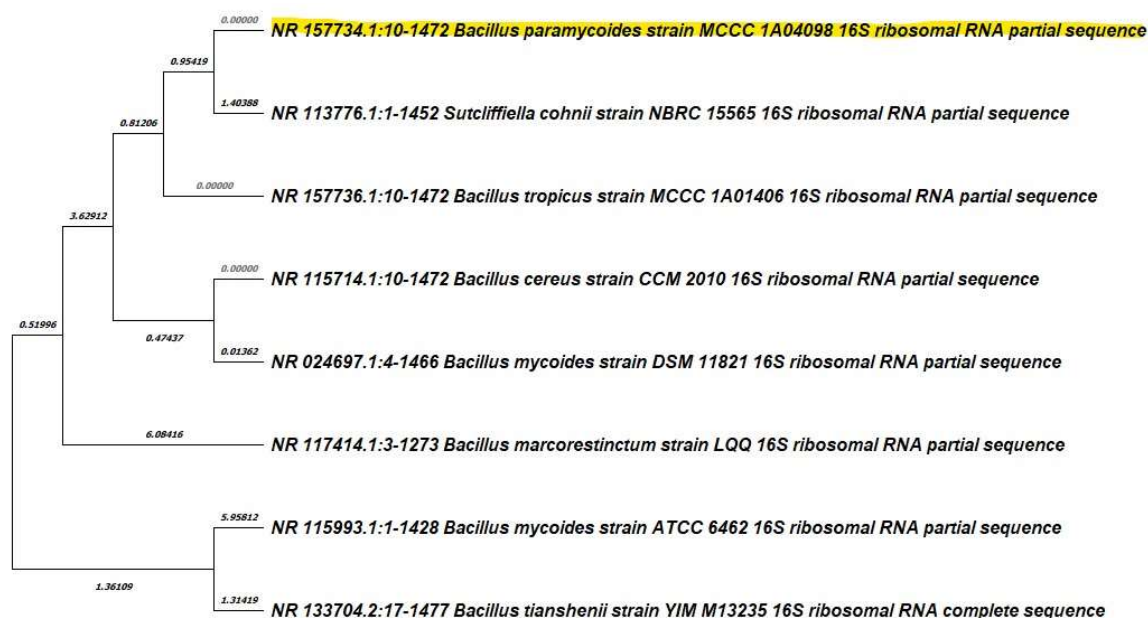 0.00000
NR 157734.1:10-1472 Bacillus paramycoides strain MCCC 1A04098 16S ribosomal RNA partial sequence
0.95419
1.40388
NR 113776.1:1-1452 Sutcliffiella cohnii strain NBRC 15565 16S ribosomal RNA partial sequence
0.81206
0.00000
NR 157736.1:10-1472 Bacillus tropicus strain MCCC 1A01406 16S ribosomal RNA partial sequence
3.62912
0.00000
NR 115714.1:10-1472 Bacillus cereus strain CCM 2010 16S ribosomal RNA partial sequence
0.51996
0.47437
0.01362
NR 024697.1:4-1466 Bacillus mycoides strain DSM 11821 16S ribosomal RNA partial sequence
6.08416
NR 117414.1:3-1273 Bacillus marcorestinctum strain LQQ 16S ribosomal RNA partial sequence
5.95812
NR 115993.1:1-1428 Bacillus mycoides strain ATCC 6462 16S ribosomal RNA partial sequence
1.36109
1.31419
NR 133704.2:17-1477 Bacillus tianshenii strain YIM M13235 16S ribosomal RNA complete sequence